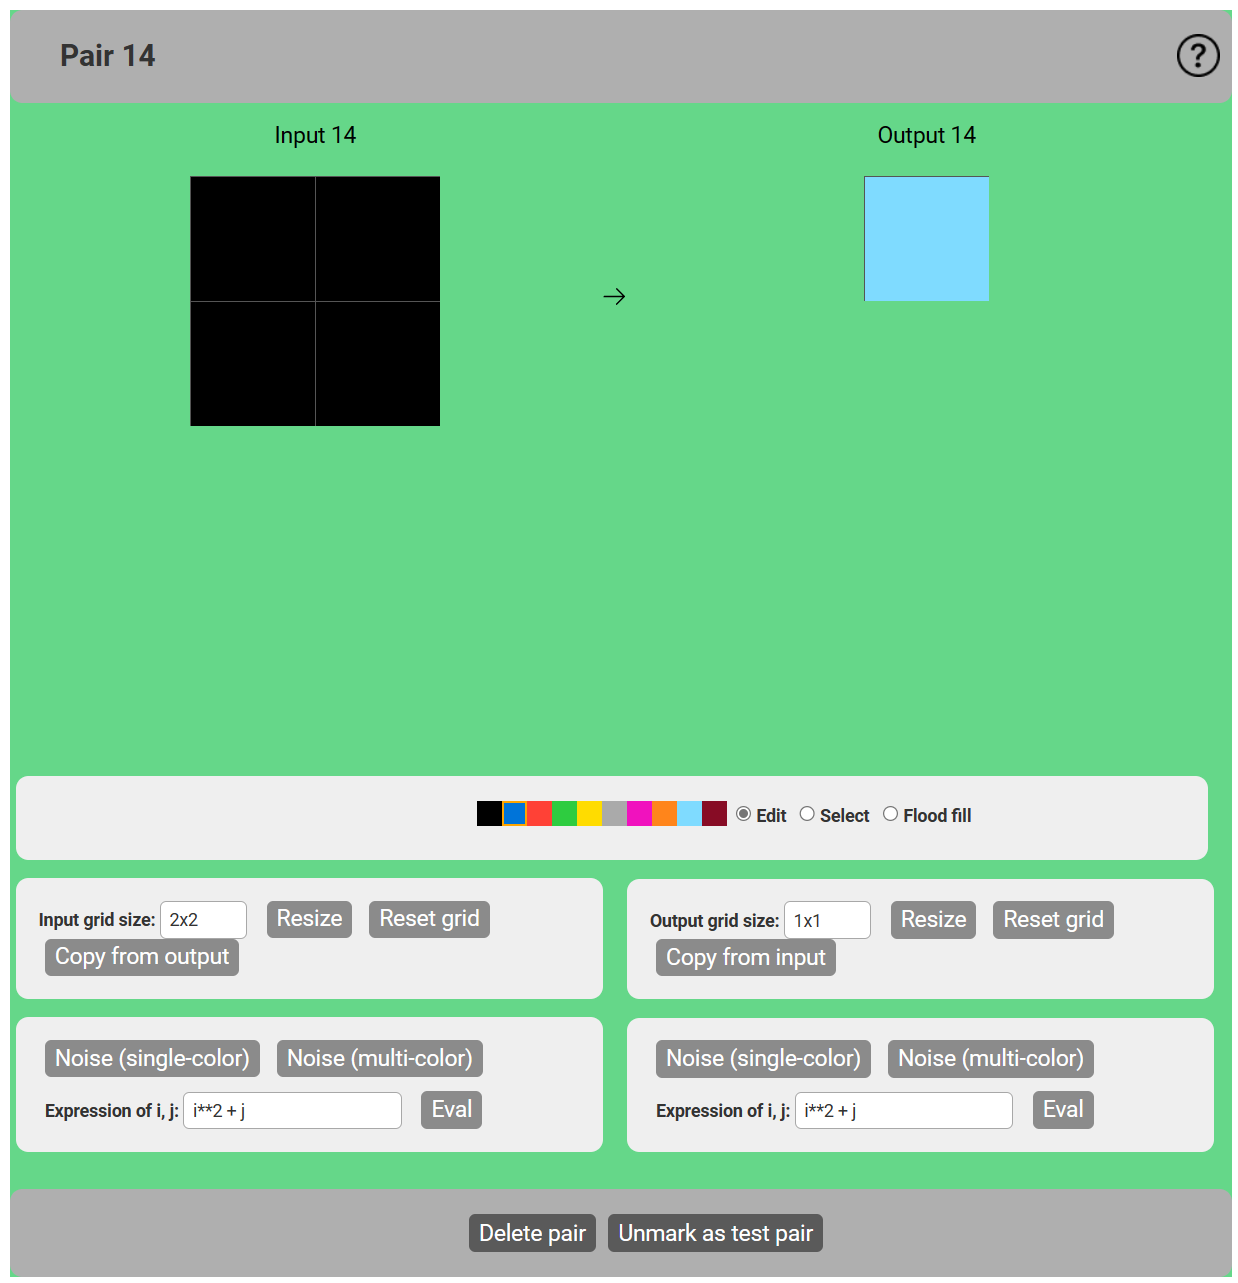 Pair 14
?
Input 14
Output 14
→
Edit Select Flood fill
Input grid size: 2x2 Resize Reset grid
Copy from output
Output grid size: 1x1 Resize Reset grid
Copy from input
Noise (single-color) Noise (multi-color)
Expression of i, j: i**2 + j Eval
Noise (single-color) Noise (multi-color)
Expression of i, j: i**2 + j Eval
Delete pair Unmark as test pair